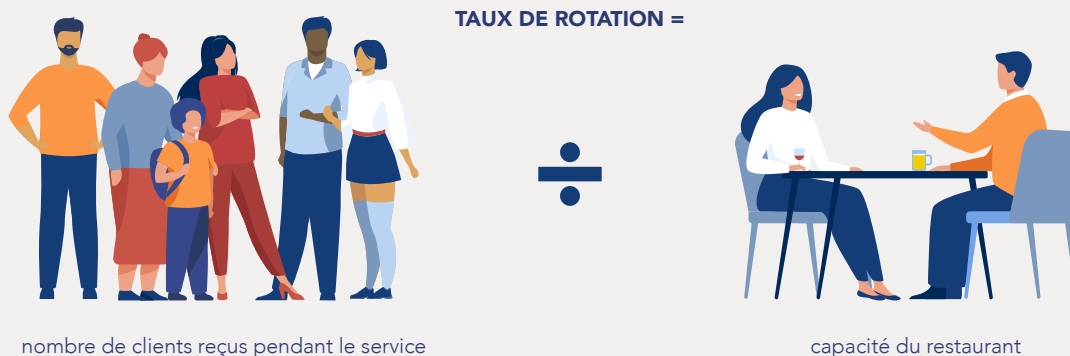 TAUX DE ROTATION =
nombre de clients reçus pendant le service
capacité du restaurant